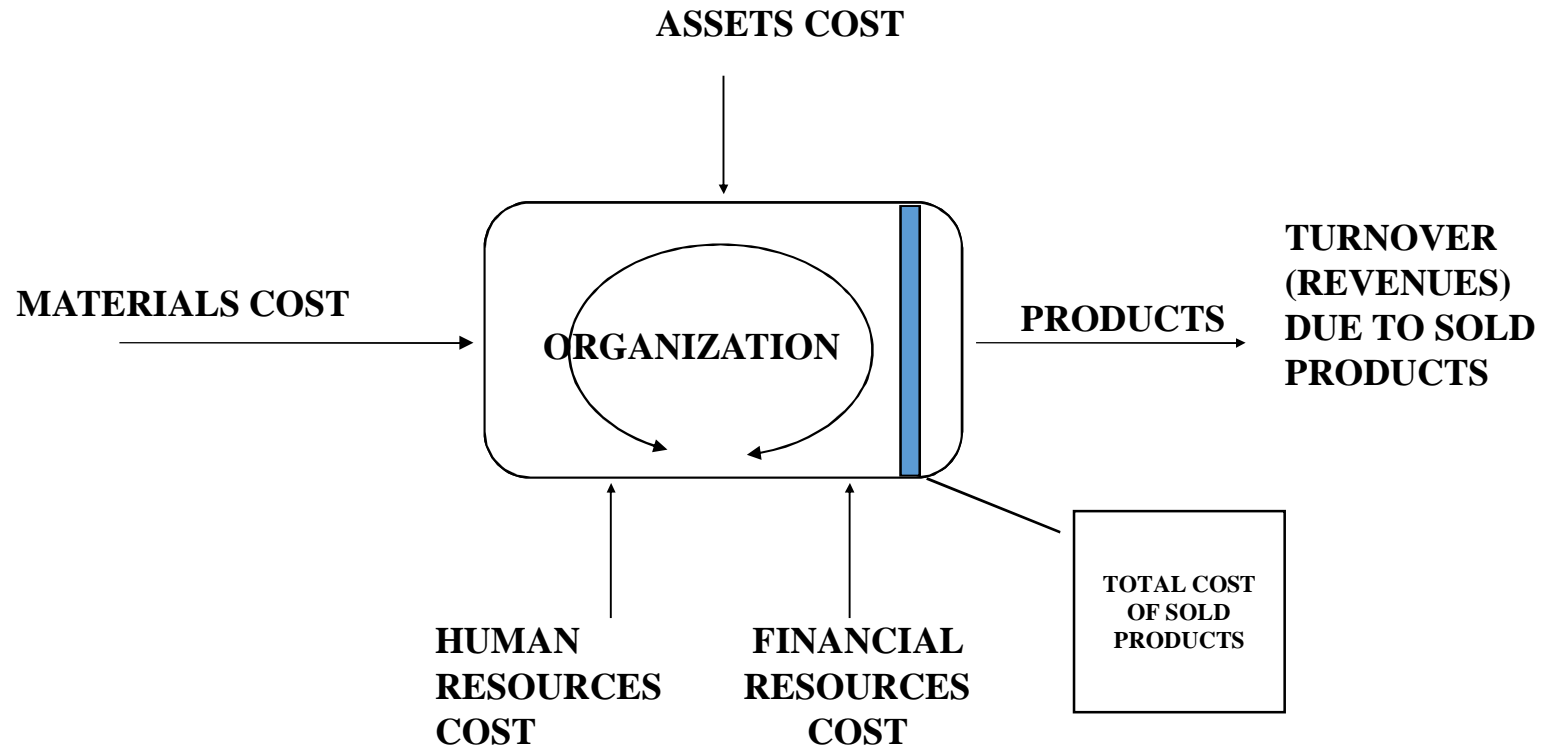 ASSETS COST
MATERIALS COST
ORGANIZATION
PRODUCTS
TURNOVER
(REVENUES)
DUE TO SOLD
PRODUCTS
HUMAN
RESOURCES
COST
FINANCIAL
RESOURCES
COST
TOTAL COST
OF SOLD
PRODUCTS